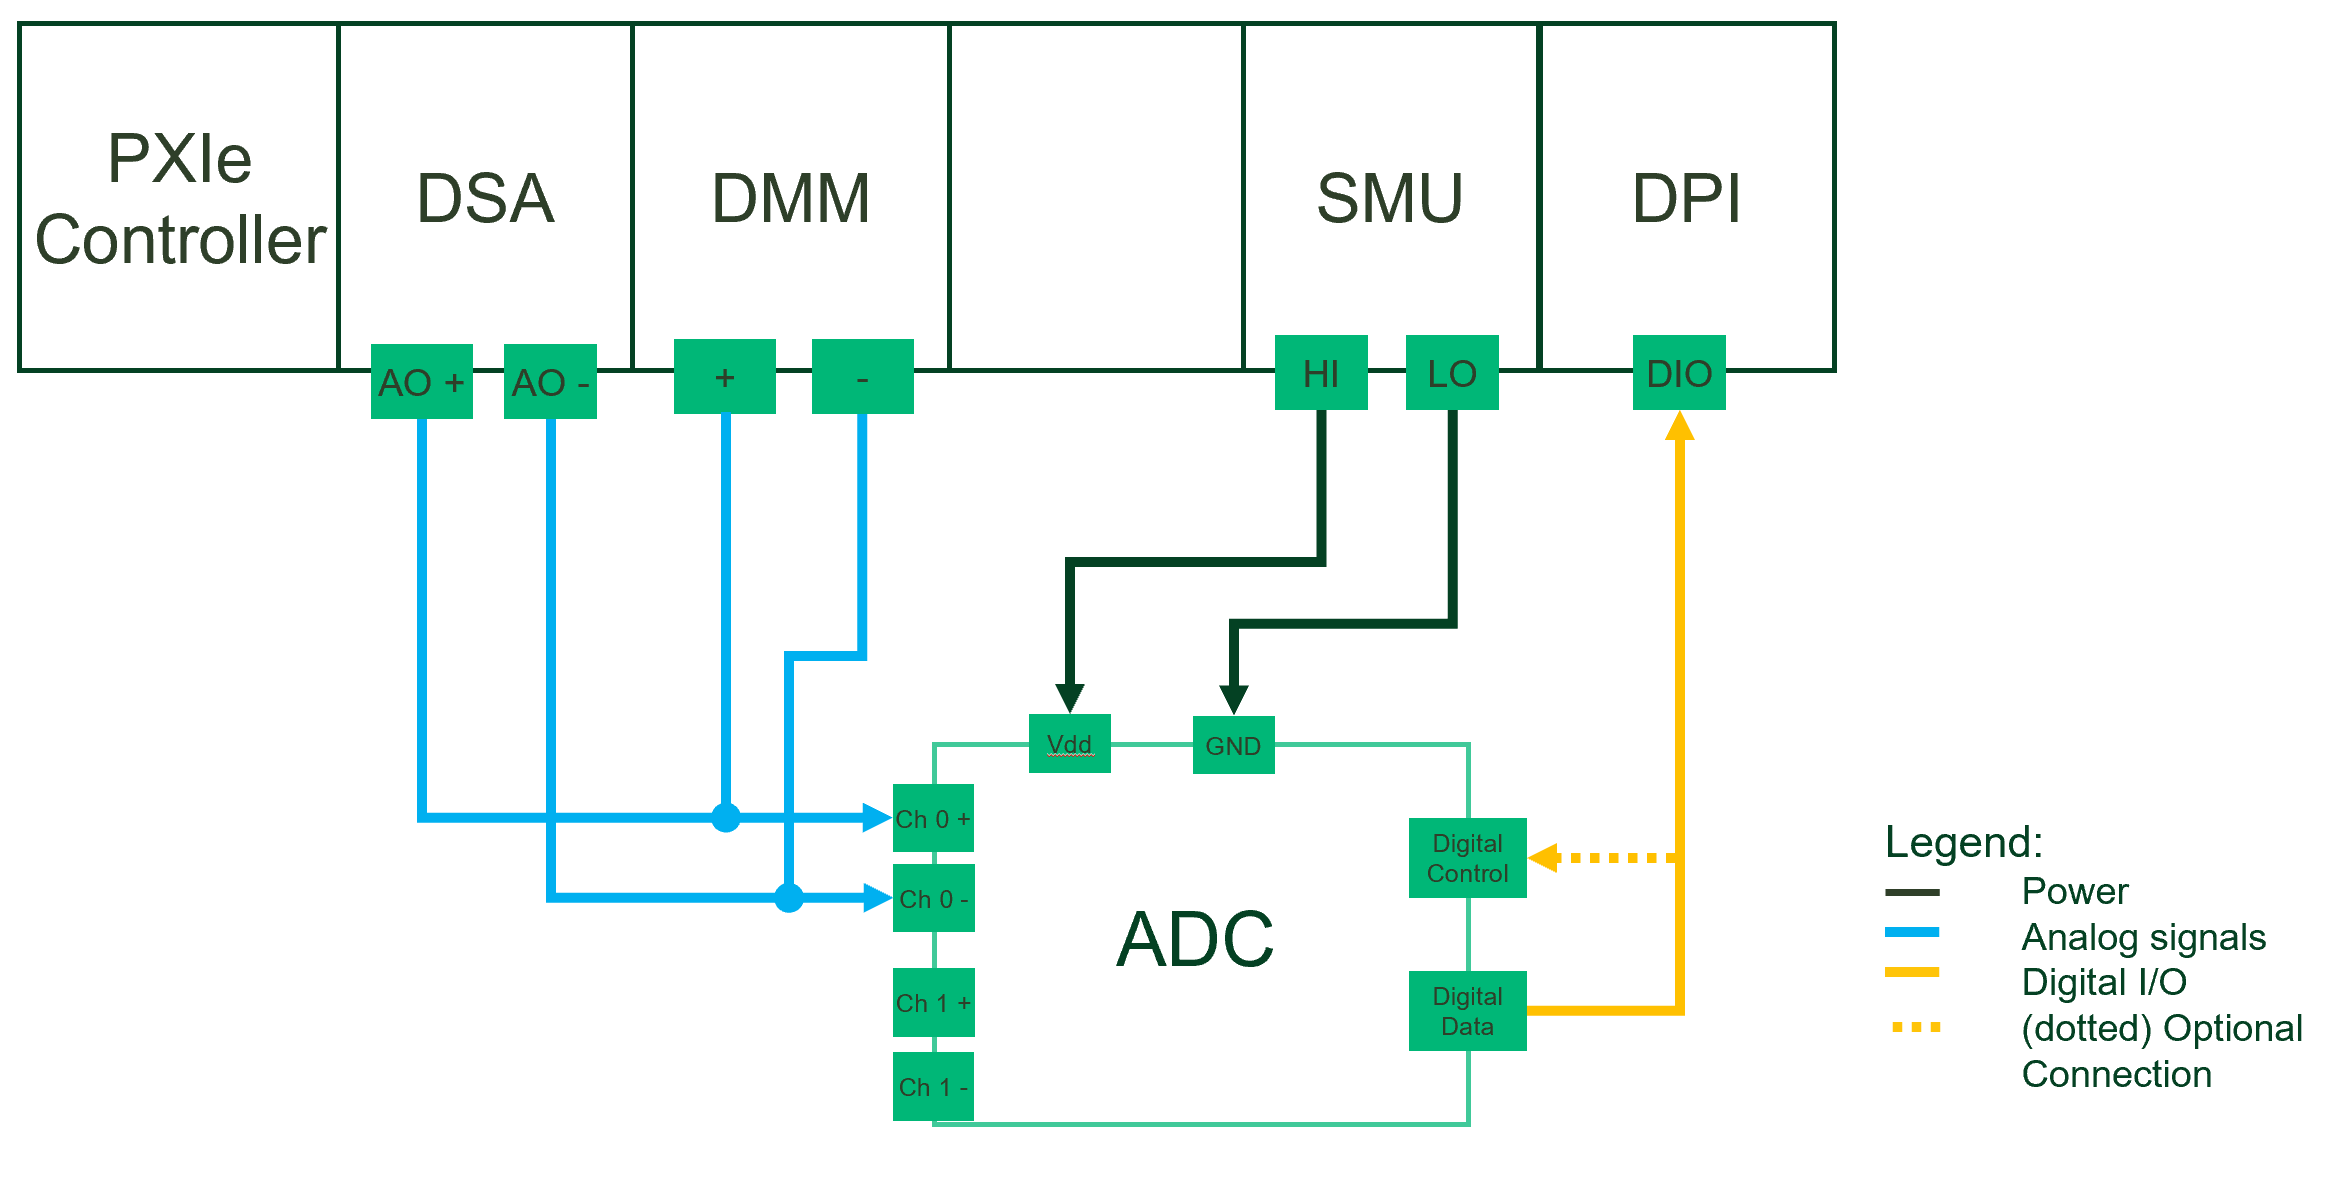 PXIe
Controller
DSA
DMM
SMU
DPI
AO +
AO -
+
-
HI
LO
DIO
Vdd
GND
Ch 0 +
Ch 0 -
Ch 1 +
Ch 1 -
ADC
Digital
Control
Digital
Data
Legend:
Power
Analog signals
Digital I/O
(dotted) Optional
Connection